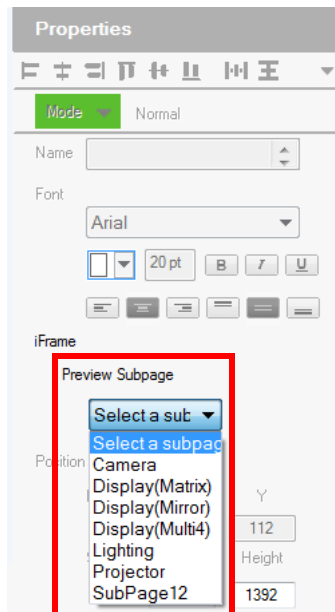 Properties
Mode Normal
Name
Font
Arial
20 pt B I U
iFrame
Preview Subpage
Select a sub
Select a subpag
Position
Camera
Display(Matrix)
Display(Mirror)
Y
Display(Multi4)
112
Lighting
Height
Projector
SubPage12
1392